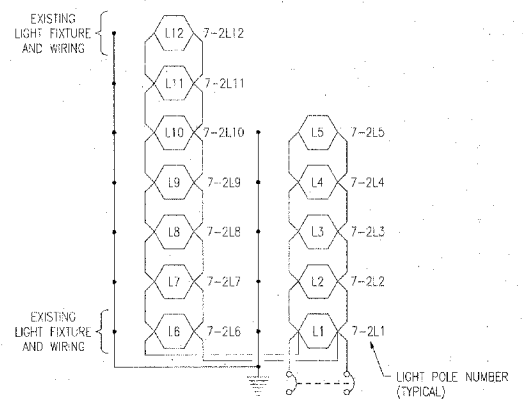 EXISTING
LIGHT FIXTURE
AND WIRING
L12 7-2L12
L11 7-2L11
L10 7-2L10
L5 7-2L5
L9 7-2L9
L4 7-2L4
L8 7-2L8
L3 7-2L3
L7 7-2L7
L2 7-2L2
EXISTING
LIGHT FIXTURE
AND WIRING
L6 7-2L6
L1 7-2L1
LIGHT POLE NUMBER
(TYPICAL)